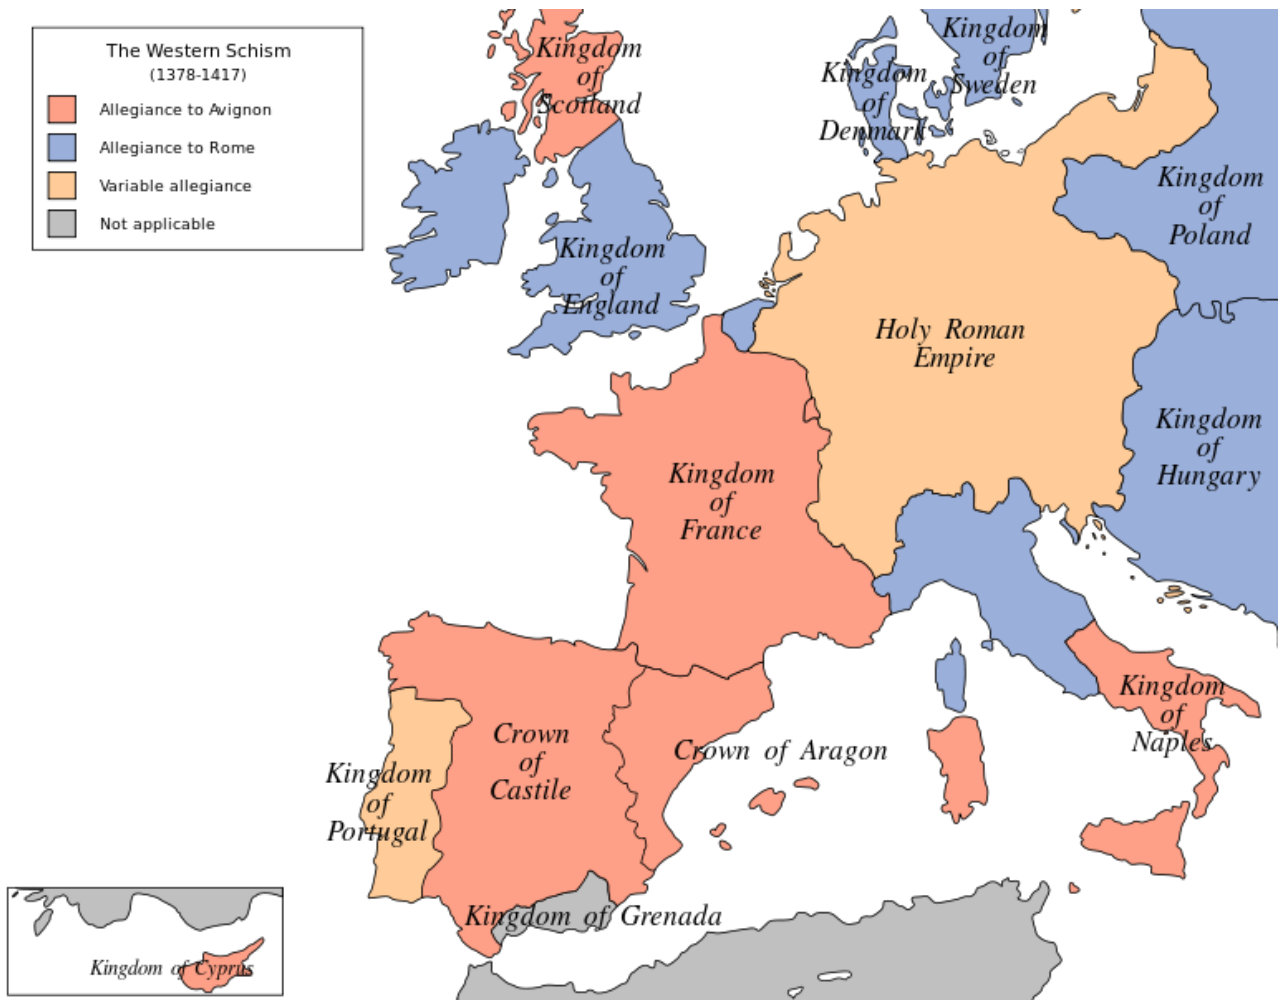 The Western Schism
(1378-1417)
Allegiance to Avignon
Allegiance to Rome
Variable allegiance
Not applicable
Kingdom
of
Scotland
Kingdom
of
Denmark
Kingdom
of
Sweden
Kingdom
of
Poland
Kingdom
of
England
Holy Roman
Empire
Kingdom
of
Hungary
Kingdom
of
France
Kingdom
of
Naples
Crown
of
Castile
Crown of Aragon
Kingdom
of
Portugal
Kingdom of Grenada
Kingdom of Cyprus